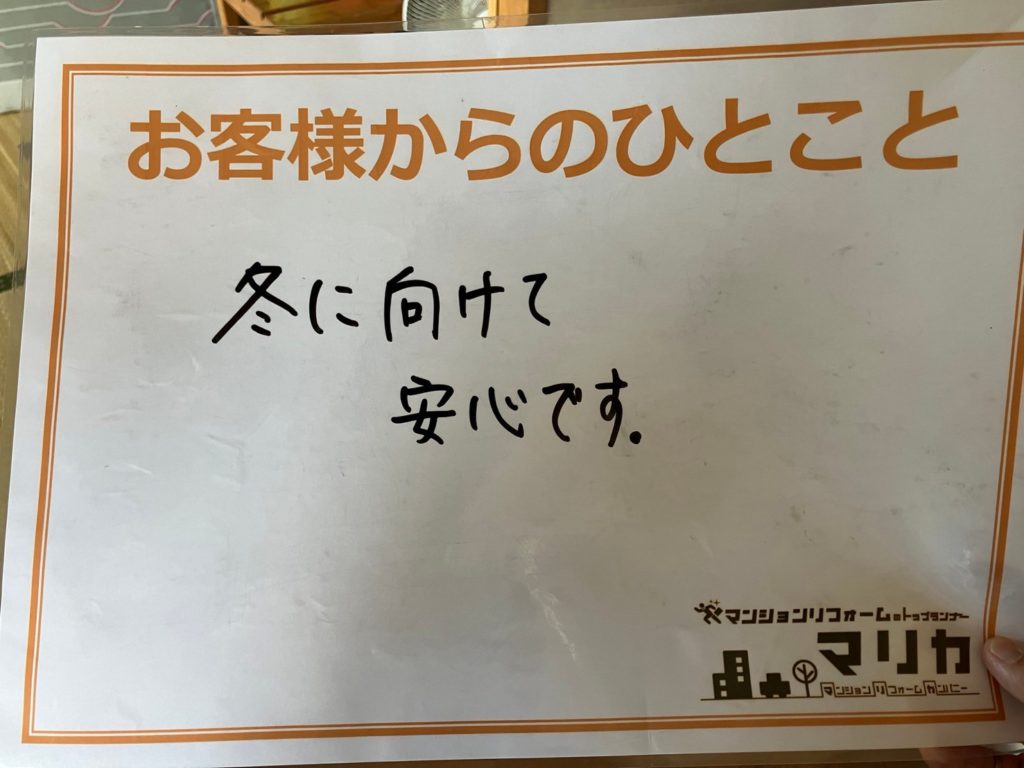 お客様からのひとこと
冬に向けて
安心です.
マンションリフォームのトップランナー
マリカ
マンションリフォームカンパニー